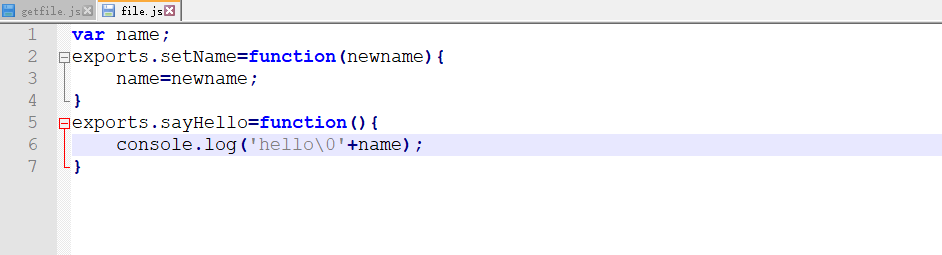 getfile.js file.js
1 var name;
2 exports.setName=function(newname){
3     name=newname;
4 }
5 exports.sayHello=function(){
6     console.log('hello\0'+name);
7 }